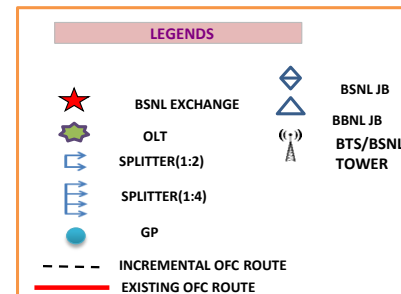 LEGENDS
BSNL EXCHANGE
OLT
SPLITTER(1:2)
SPLITTER(1:4)
GP
INCREMENTAL OFC ROUTE
EXISTING OFC ROUTE
BSNL JB
BBNL JB
BTS/BSNL
TOWER